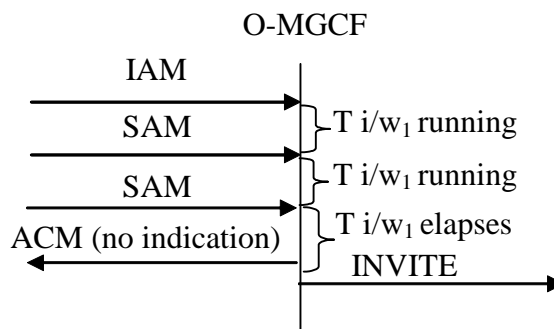 O-MGCF
IAM
T i/w₁ running
SAM
T i/w₁ running
SAM
T i/w₁ elapses
ACM (no indication)
INVITE